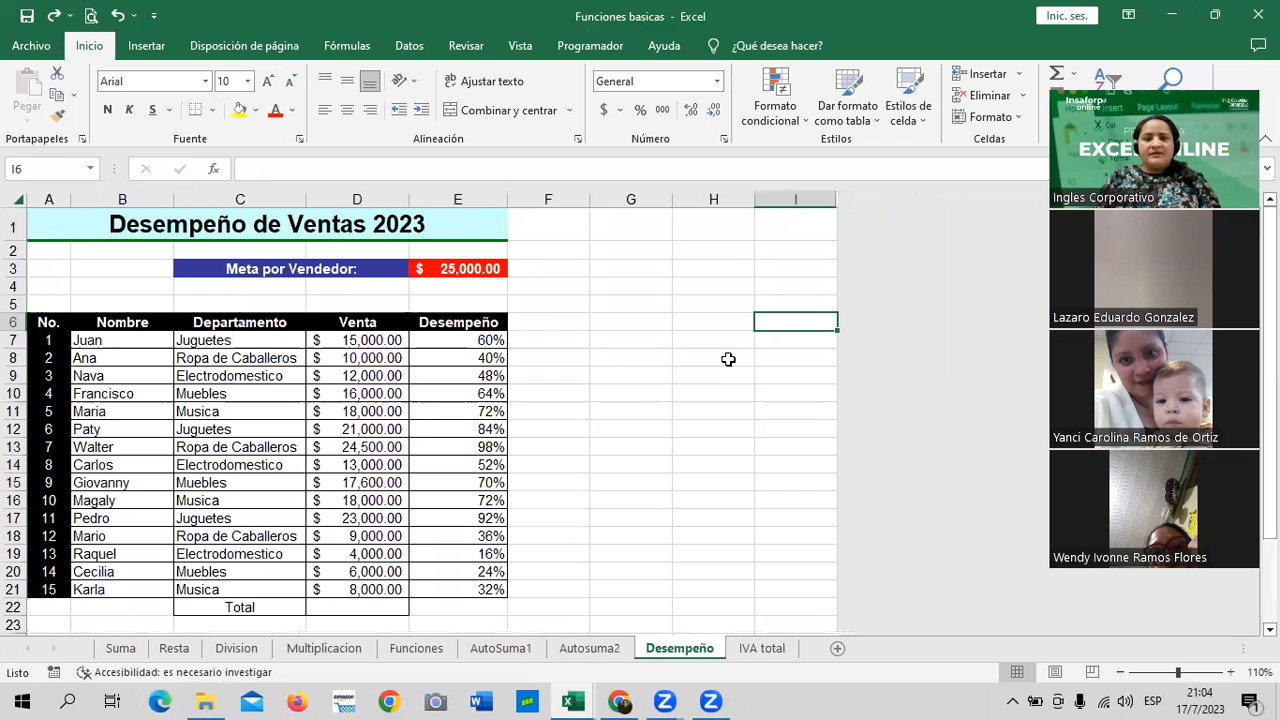 Funciones basicas - Excel
Inic. ses.
Archivo Inicio Insertar Disposición de página Fórmulas Datos Revisar Vista Programador Ayuda ¿Qué desea hacer?
Pegar
Arial 10
Ajustar texto
General
Formato condicional
Dar formato como tabla
Estilos de celda
Insertar
N K S
Combinar y centrar
$ % 000
Eliminar
Formato
Portapapeles Fuente Alineación Número Estilos Celdas
I6
fx
A B C D E F G H I
1 Desempeño de Ventas 2023
2
3 Meta por Vendedor: $ 25,000.00
4
5
6 No. Nombre Departamento Venta Desempeño
7 1 Juan Juguetes $ 15,000.00 60%
8 2 Ana Ropa de Caballeros $ 10,000.00 40%
9 3 Nava Electrodomestico $ 12,000.00 48%
10 4 Francisco Muebles $ 16,000.00 64%
11 5 Maria Musica $ 18,000.00 72%
12 6 Paty Juguetes $ 21,000.00 84%
13 7 Walter Ropa de Caballeros $ 24,500.00 98%
14 8 Carlos Electrodomestico $ 13,000.00 52%
15 9 Giovanny Muebles $ 17,600.00 70%
16 10 Magaly Musica $ 18,000.00 72%
17 11 Pedro Juguetes $ 23,000.00 92%
18 12 Mario Ropa de Caballeros $ 9,000.00 36%
19 13 Raquel Electrodomestico $ 4,000.00 16%
20 14 Cecilia Muebles $ 6,000.00 24%
21 15 Karla Musica $ 8,000.00 32%
22 Total
23
Insaforp online
EXCEL ONLINE
Ingles Corporativo
Lazaro Eduardo Gonzalez
Yanci Carolina Ramos de Ortiz
Wendy Ivonne Ramos Flores
Suma Resta Division Multiplicacion Funciones AutoSuma1 Autosuma2 Desempeño IVA total
Listo Accesibilidad: es necesario investigar 110%
amazon
ESP
21:04
17/7/2023